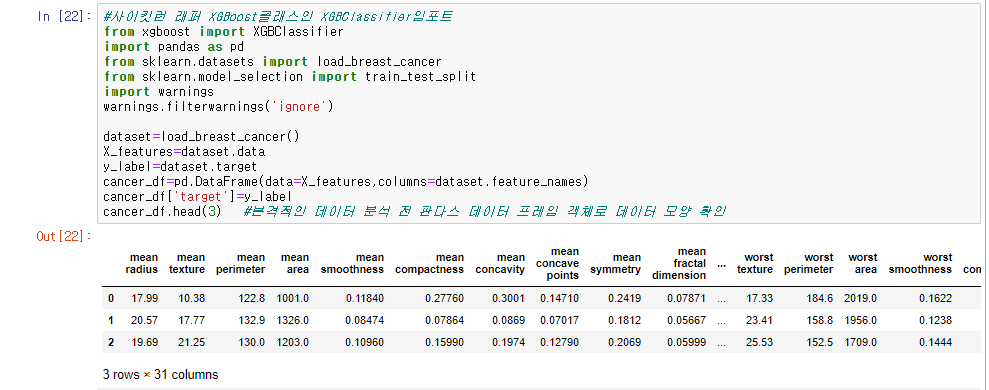 In [22]: #사이킷런 래퍼 XGBoost클래스인 XGBClassifier임포트
from xgboost import XGBClassifier
import pandas as pd
from sklearn.datasets import load_breast_cancer
from sklearn.model_selection import train_test_split
import warnings
warnings.filterwarnings('ignore')
dataset=load_breast_cancer()
X_features=dataset.data
y_label=dataset.target
cancer_df=pd.DataFrame(data=X_features,columns=dataset.feature_names)
cancer_df['target']=y_label
cancer_df.head(3) #본격적인 데이터 분석 전 판다스 데이터 프레임 객체로 데이터 모양 확인
Out[22]:
mean radius mean texture mean perimeter mean area mean smoothness mean compactness mean concavity mean concave points mean symmetry mean fractal dimension ... worst texture worst perimeter worst area worst smoothness con
0 17.99 10.38 122.8 1001.0 0.11840 0.27760 0.3001 0.14710 0.2419 0.07871 ... 17.33 184.6 2019.0 0.1622
1 20.57 17.77 132.9 1326.0 0.08474 0.07864 0.0869 0.07017 0.1812 0.05667 ... 23.41 158.8 1956.0 0.1238
2 19.69 21.25 130.0 1203.0 0.10960 0.15990 0.1974 0.12790 0.2069 0.05999 ... 25.53 152.5 1709.0 0.1444
3 rows × 31 columns